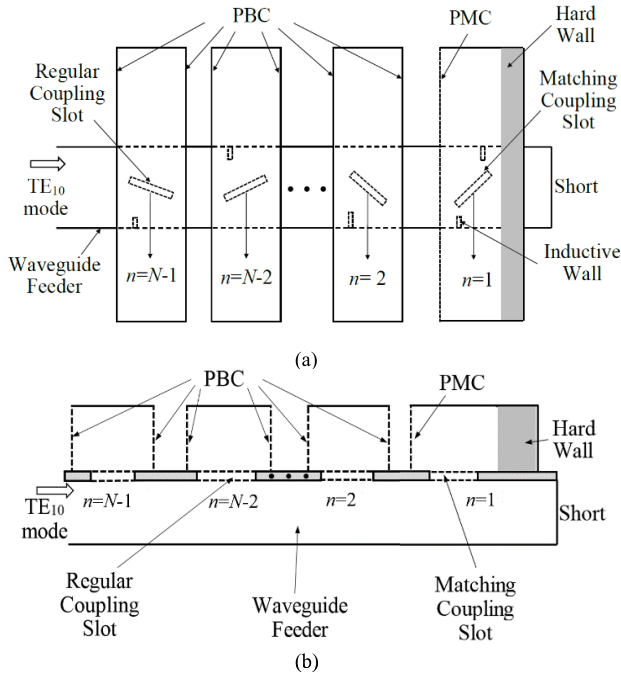 PBC
PMC
Hard
Wall
Regular
Coupling
Slot
Matching
Coupling
Slot
TE10
mode
Short
Waveguide
Feeder
n=N-1
n=N-2
n= 2
n=1
Inductive
Wall
(a)
PBC
PMC
Hard
Wall
TE10
mode
n=N-1
n=N-2
n=2
n=1
Short
Regular
Coupling
Slot
Waveguide
Feeder
Matching
Coupling
Slot
(b)